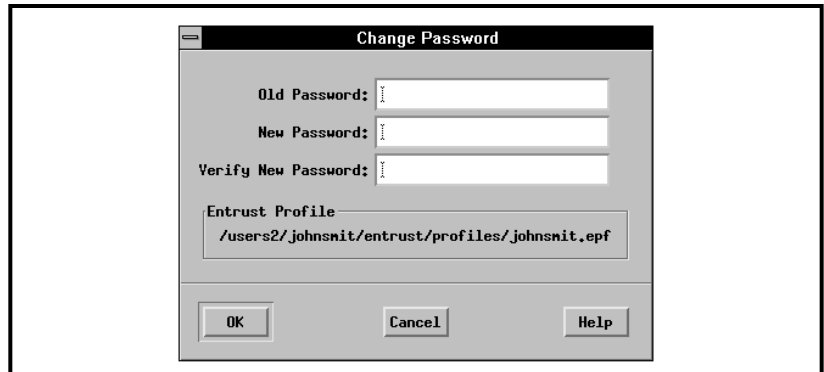 Change Password
Old Password:
New Password:
Verify New Password:
Entrust Profile
/users2/johnsmit/entrust/profiles/johnsmit.epf
OK
Cancel
Help